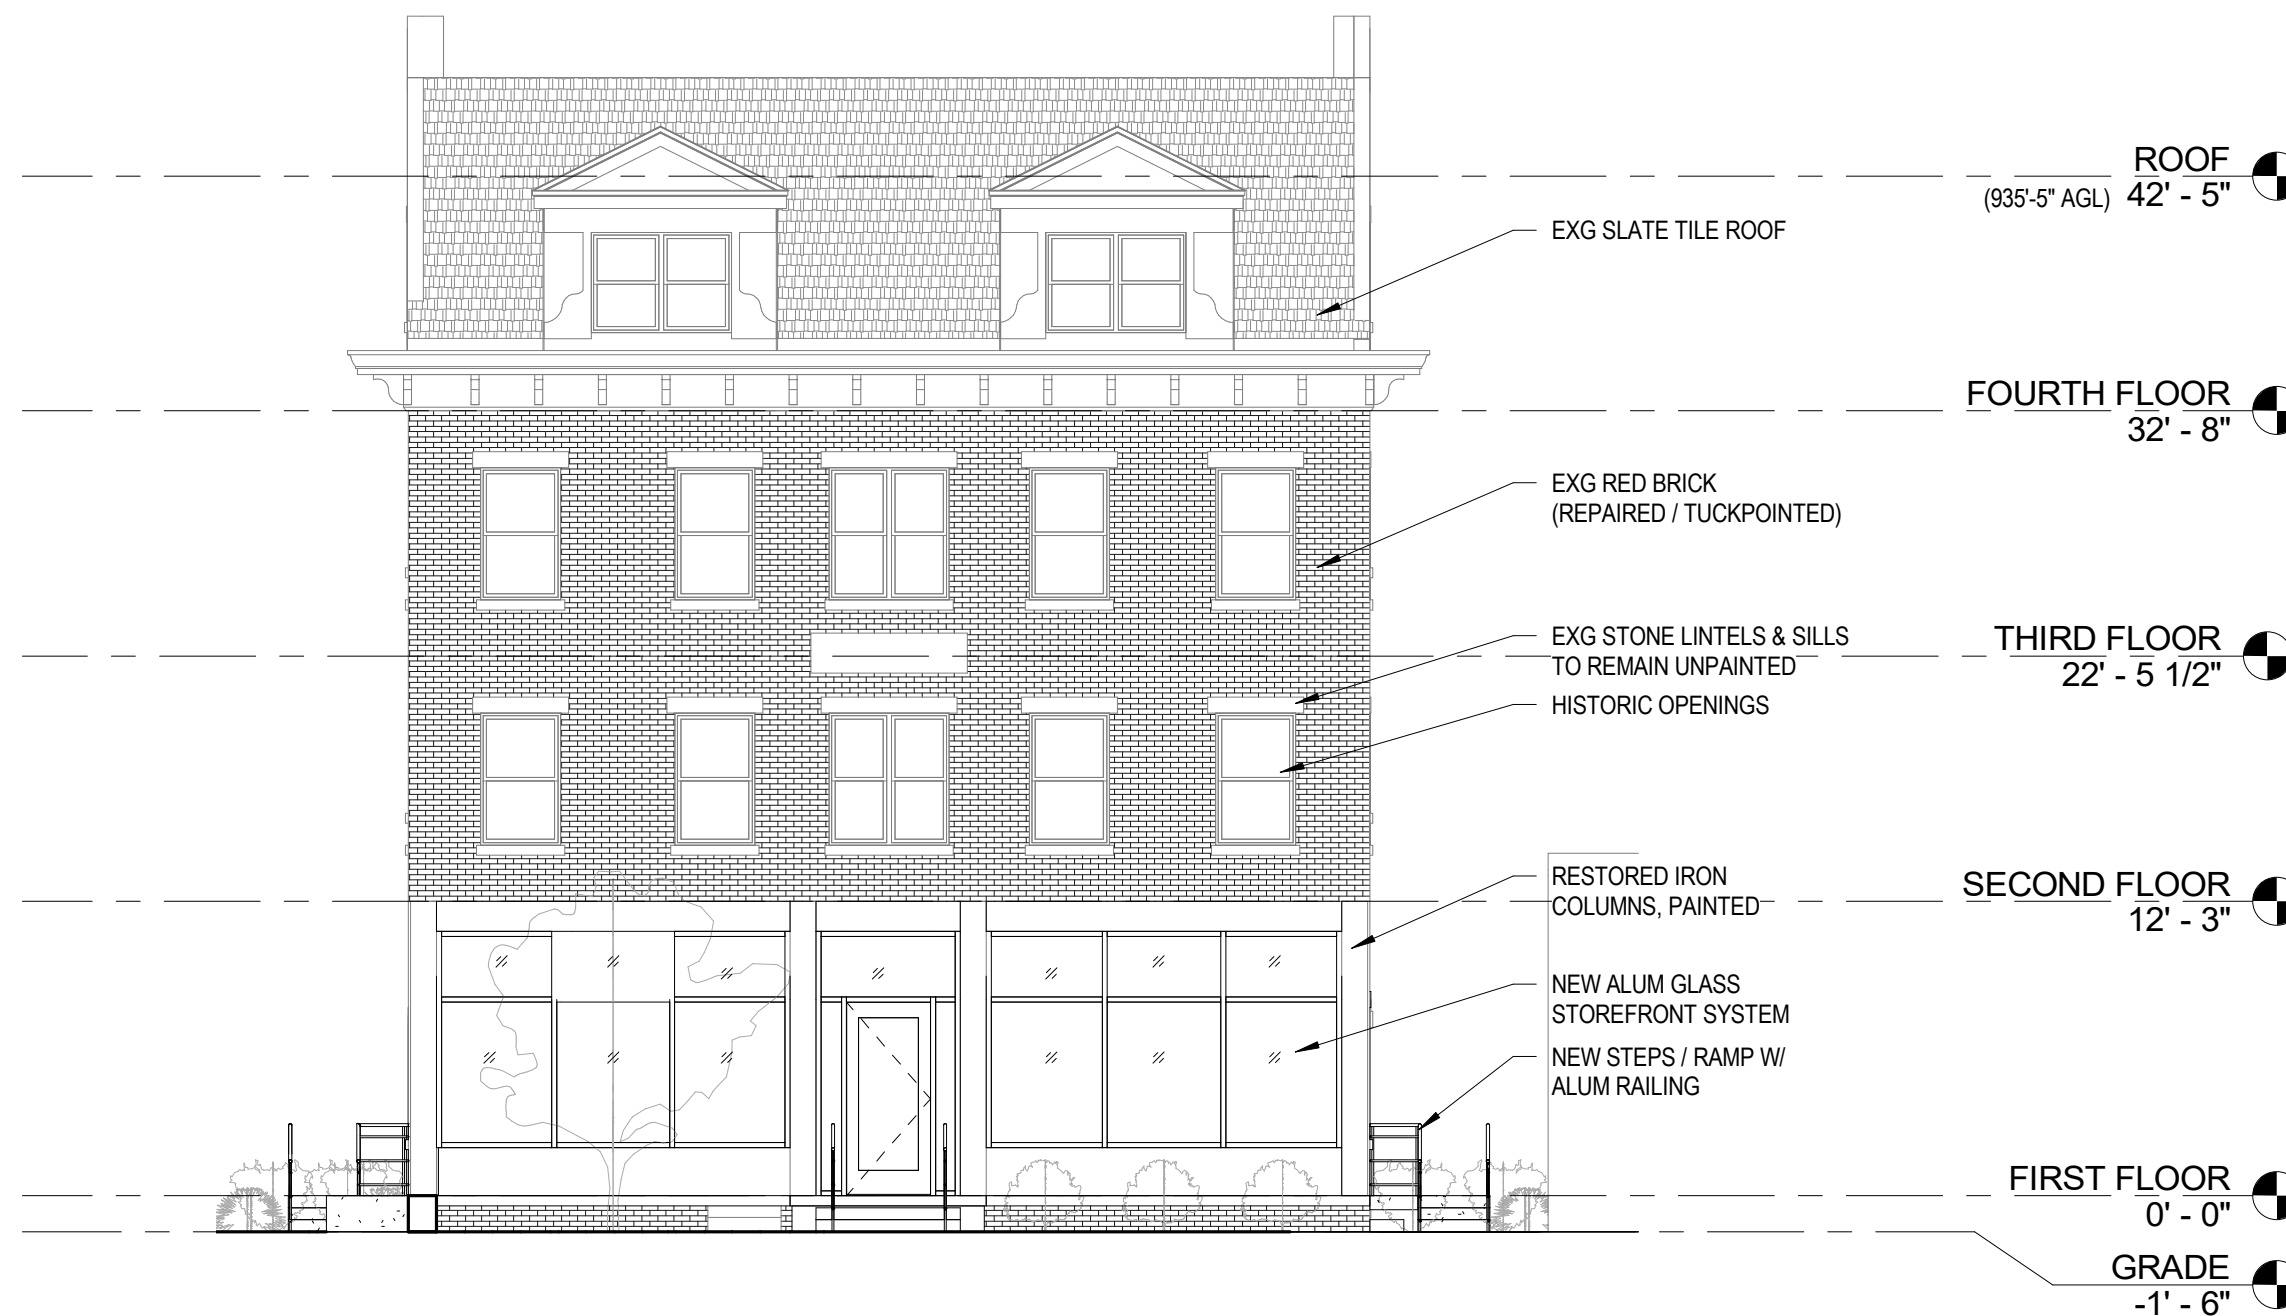 ROOF
(935'-5" AGL) 42' - 5"
EXG SLATE TILE ROOF
FOURTH FLOOR
32' - 8"
EXG RED BRICK
(REPAIRED / TUCKPOINTED)
EXG STONE LINTELS & SILLS
TO REMAIN UNPAINTED
THIRD FLOOR
22' - 5 1/2"
HISTORIC OPENINGS
RESTORED IRON
COLUMNS, PAINTED
SECOND FLOOR
12' - 3"
NEW ALUM GLASS
STOREFRONT SYSTEM
NEW STEPS / RAMP W/
ALUM RAILING
FIRST FLOOR
0' - 0"
GRADE
-1' - 6"